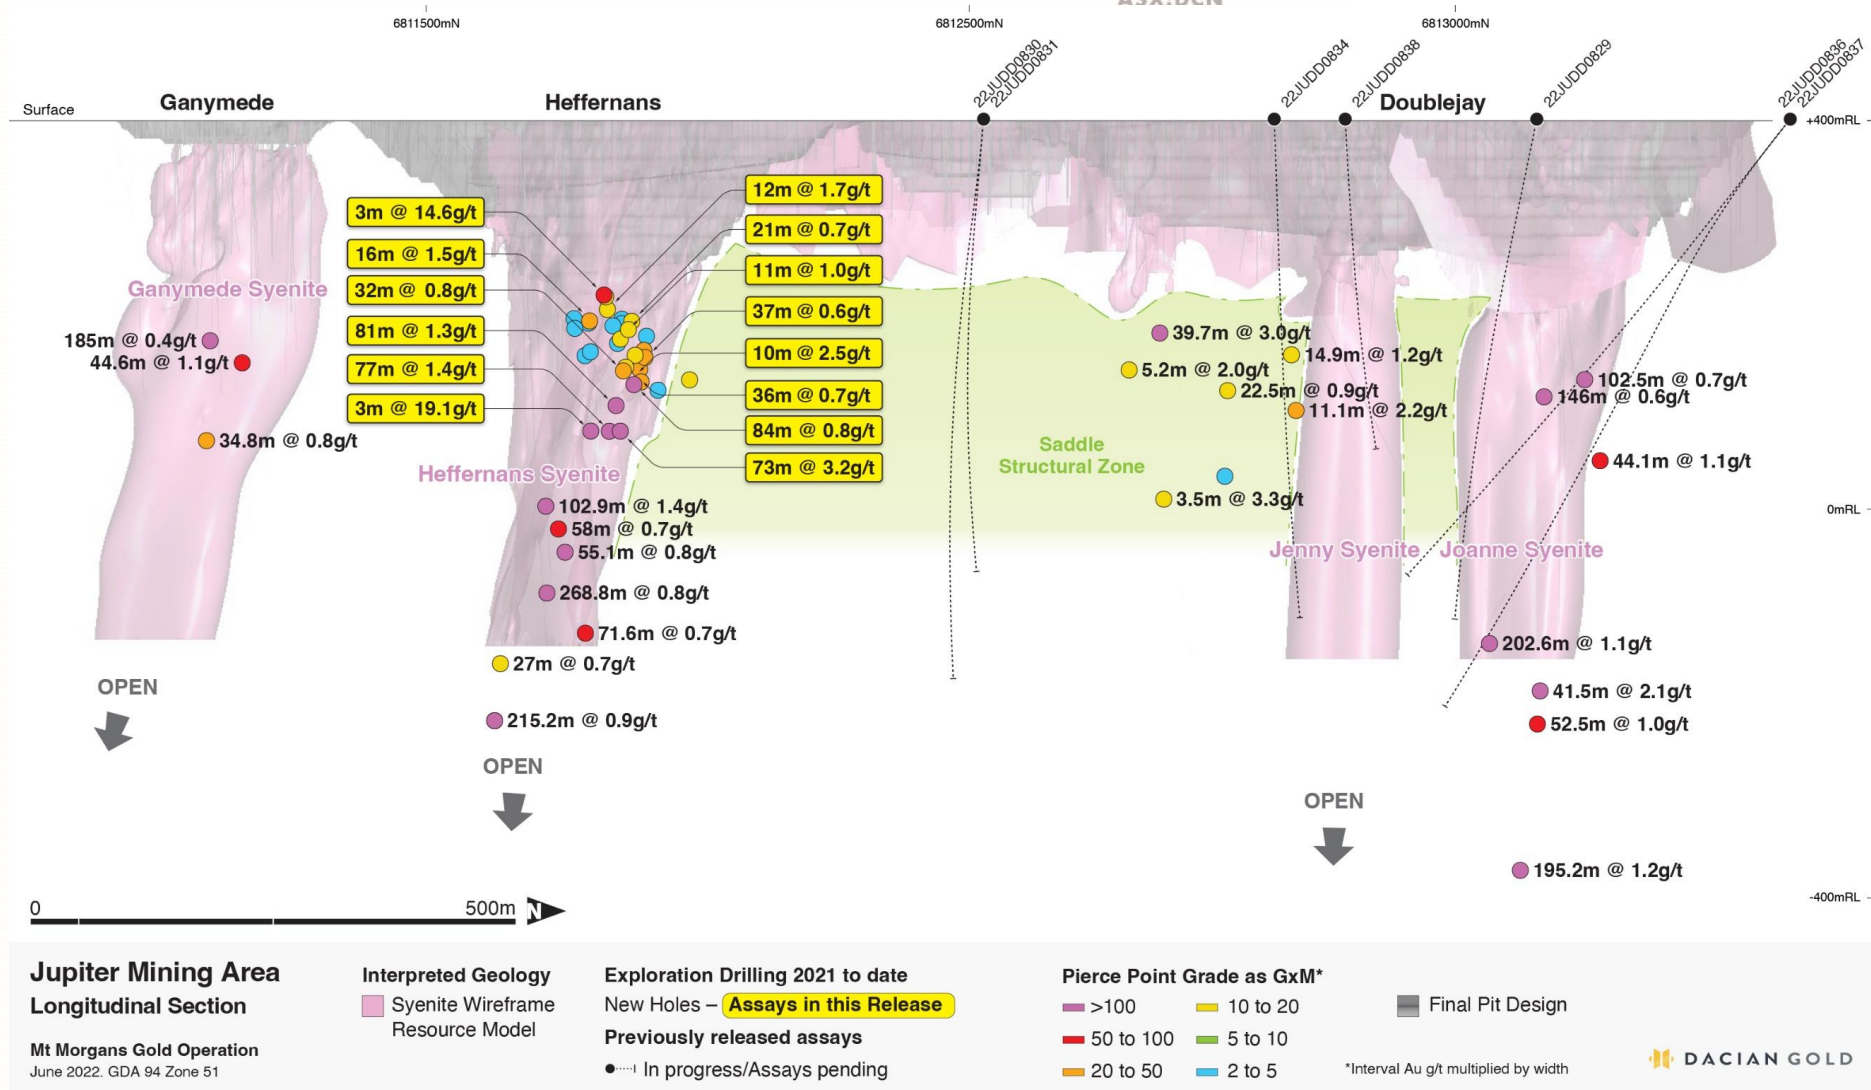 ASX:DCN
6811500mN
6812500mN
6813000mN
22JUDD0830
22JUDD0831
22JUDD0834
22JUDD0838
22JUDD0829
22JUDD0836
22JUDD0837
Surface
Ganymede
Heffernans
Doublejay
+400mRL
12m @ 1.7g/t
3m @ 14.6g/t
21m @ 0.7g/t
16m @ 1.5g/t
11m @ 1.0g/t
32m @ 0.8g/t
37m @ 0.6g/t
81m @ 1.3g/t
10m @ 2.5g/t
77m @ 1.4g/t
36m @ 0.7g/t
3m @ 19.1g/t
84m @ 0.8g/t
73m @ 3.2g/t
Ganymede Syenite
185m @ 0.4g/t
44.6m @ 1.1g/t
34.8m @ 0.8g/t
Heffernans Syenite
102.9m @ 1.4g/t
58m @ 0.7g/t
55.1m @ 0.8g/t
268.8m @ 0.8g/t
71.6m @ 0.7g/t
27m @ 0.7g/t
215.2m @ 0.9g/t
39.7m @ 3.0g/t
14.9m @ 1.2g/t
5.2m @ 2.0g/t
22.5m @ 0.9g/t
11.1m @ 2.2g/t
Saddle
Structural Zone
3.5m @ 3.3g/t
102.5m @ 0.7g/t
146m @ 0.6g/t
44.1m @ 1.1g/t
0mRL
Jenny Syenite
Joanne Syenite
202.6m @ 1.1g/t
41.5m @ 2.1g/t
52.5m @ 1.0g/t
195.2m @ 1.2g/t
OPEN
OPEN
OPEN
-400mRL
0
500m
N
Jupiter Mining Area
Longitudinal Section
Mt Morgans Gold Operation
June 2022. GDA 94 Zone 51
Interpreted Geology
Syenite Wireframe
Resource Model
Exploration Drilling 2021 to date
New Holes – Assays in this Release
Previously released assays
In progress/Assays pending
Pierce Point Grade as GxM*
>100
10 to 20
50 to 100
5 to 10
20 to 50
2 to 5
Final Pit Design
*Interval Au g/t multiplied by width
DACIAN GOLD